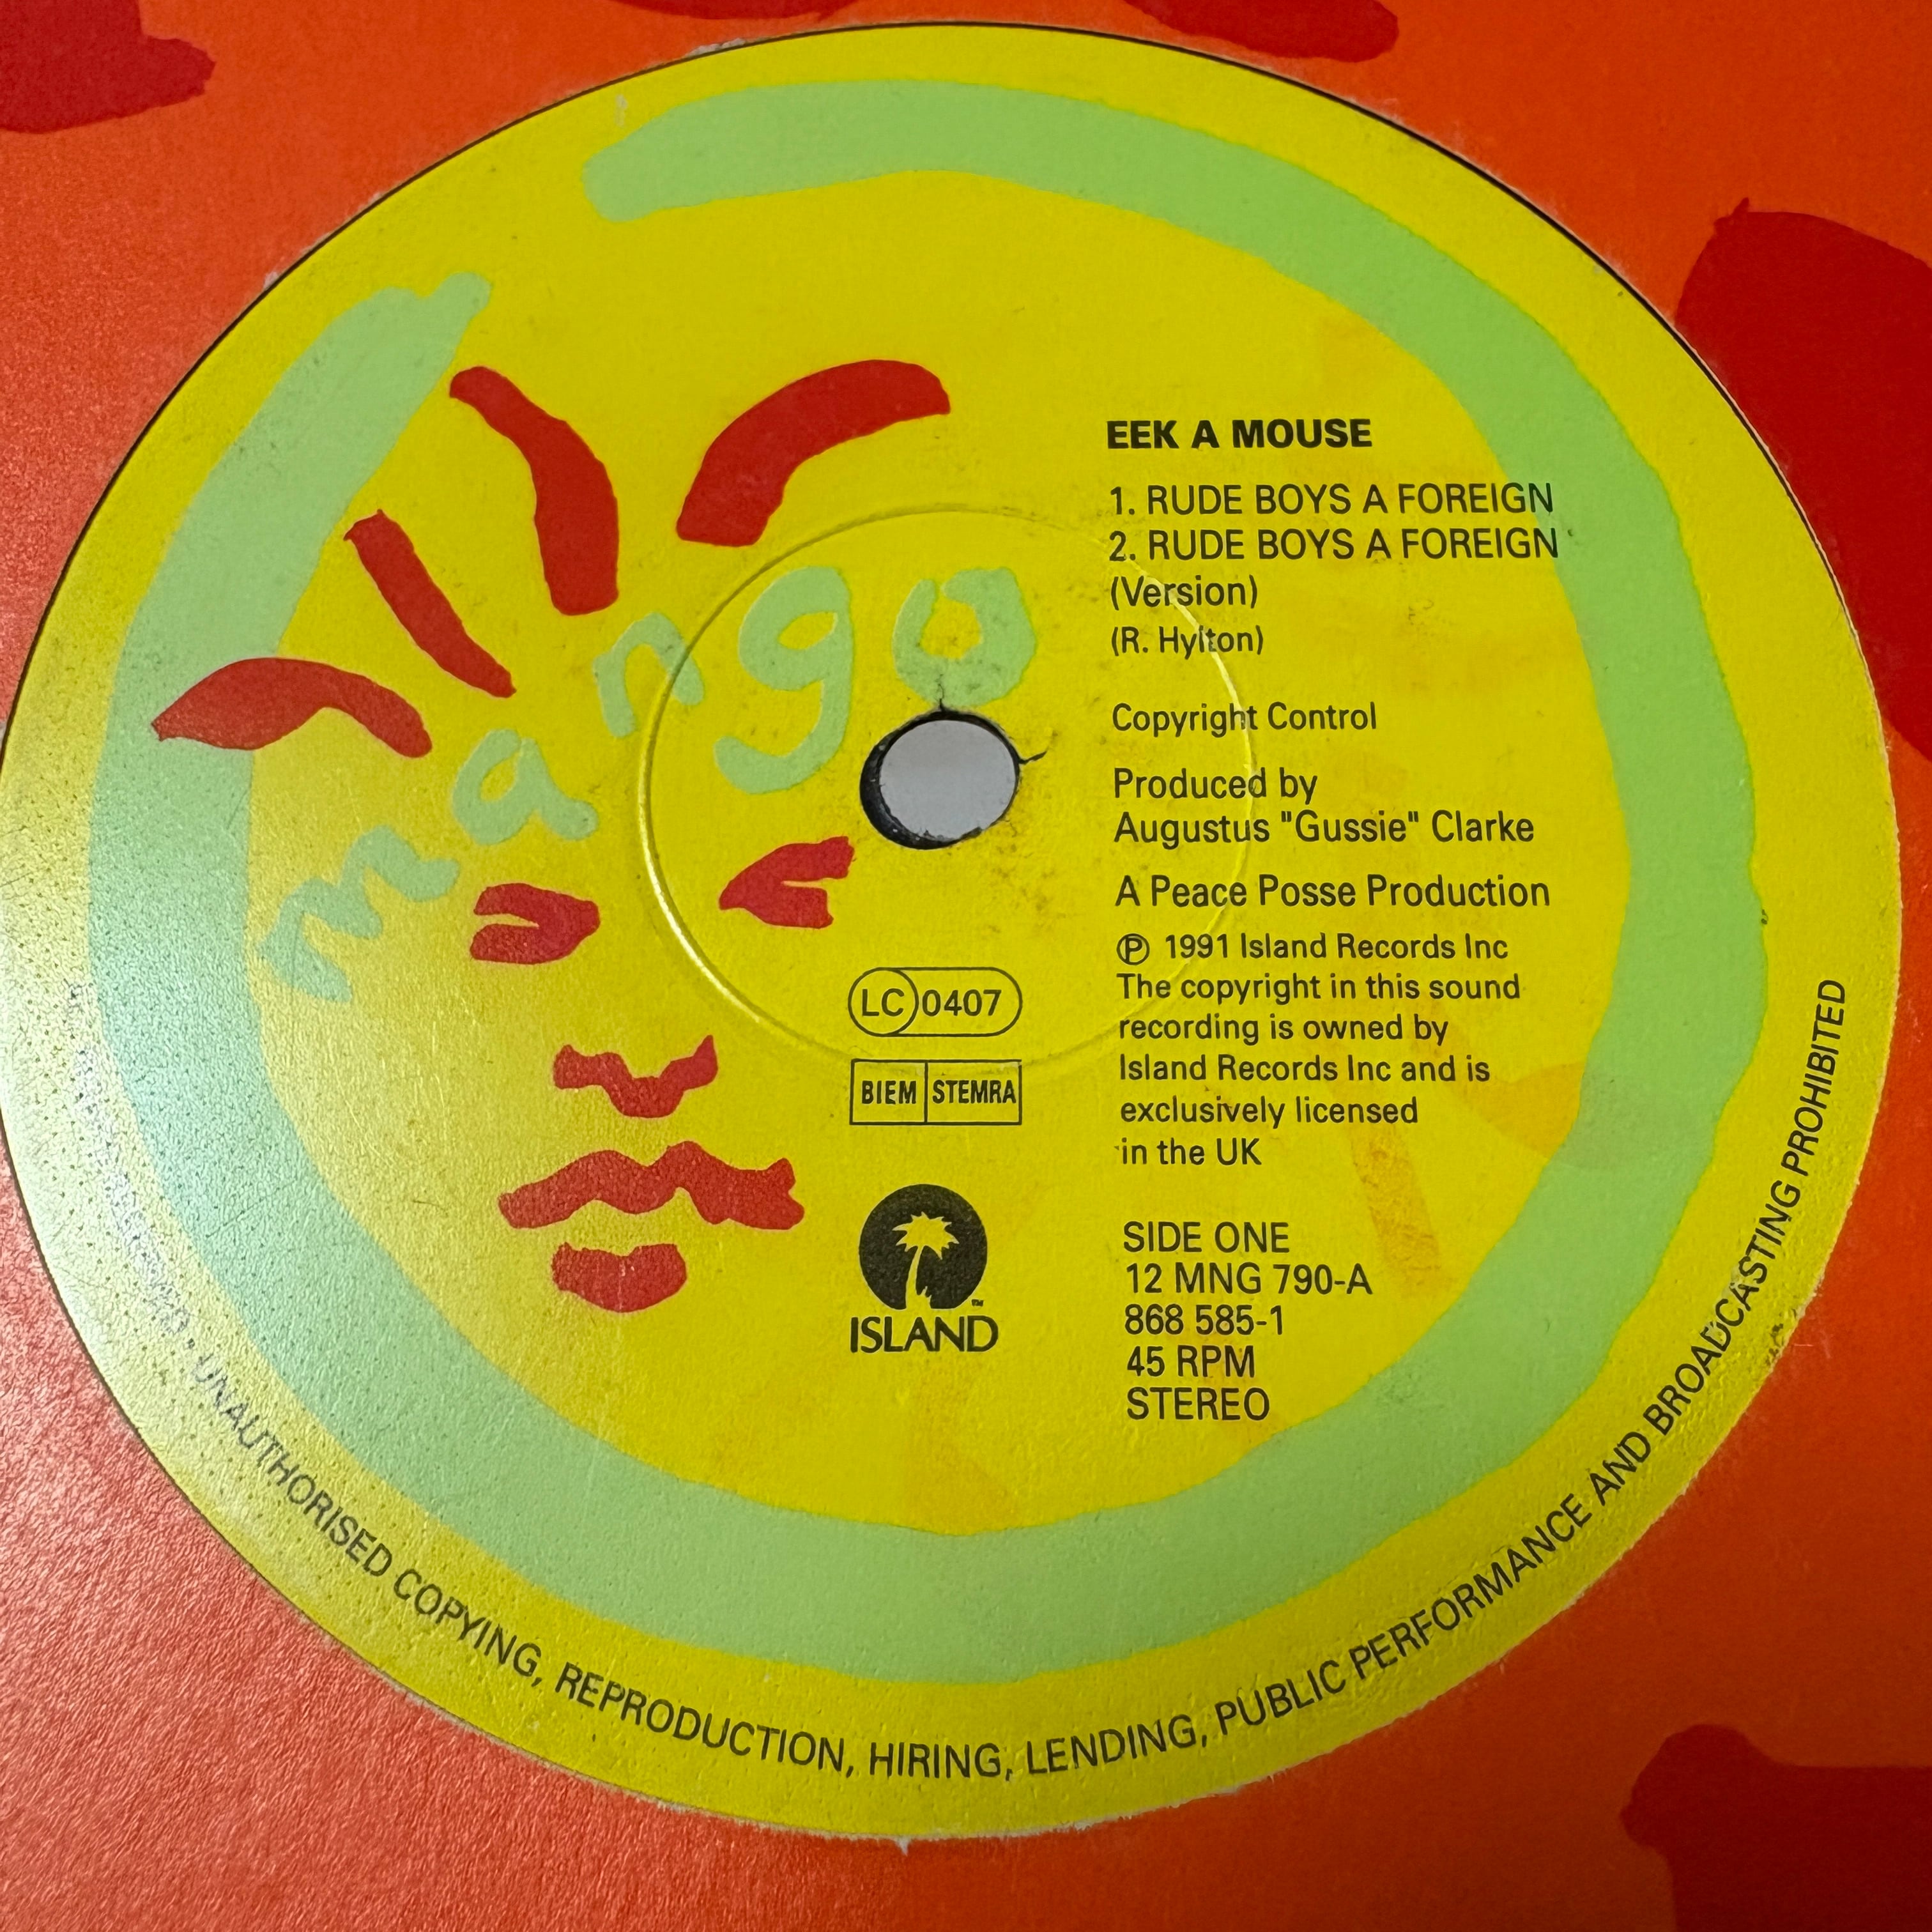 mango
EEK A MOUSE
1. RUDE BOYS A FOREIGN
2. RUDE BOYS A FOREIGN
(Version)
(R. Hylton)
Copyright Control
Produced by
Augustus "Gussie" Clarke
A Peace Posse Production
℗ 1991 Island Records Inc
The copyright in this sound
recording is owned by
Island Records Inc and is
exclusively licensed
in the UK
LC 0407
BIEM STEMRA
ISLAND
SIDE ONE
12 MNG 790-A
868 585-1
45 RPM
STEREO
UNAUTHORISED COPYING, REPRODUCTION, HIRING, LENDING, PUBLIC PERFORMANCE AND BROADCASTING PROHIBITED